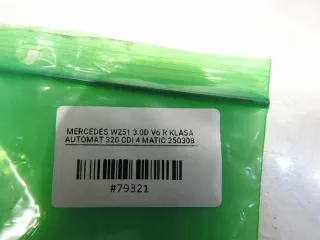 MERCEDES W251 3.0D V6 R KLASA
AUTOMAT 320 CDI 4 MATIC 250308
#79321